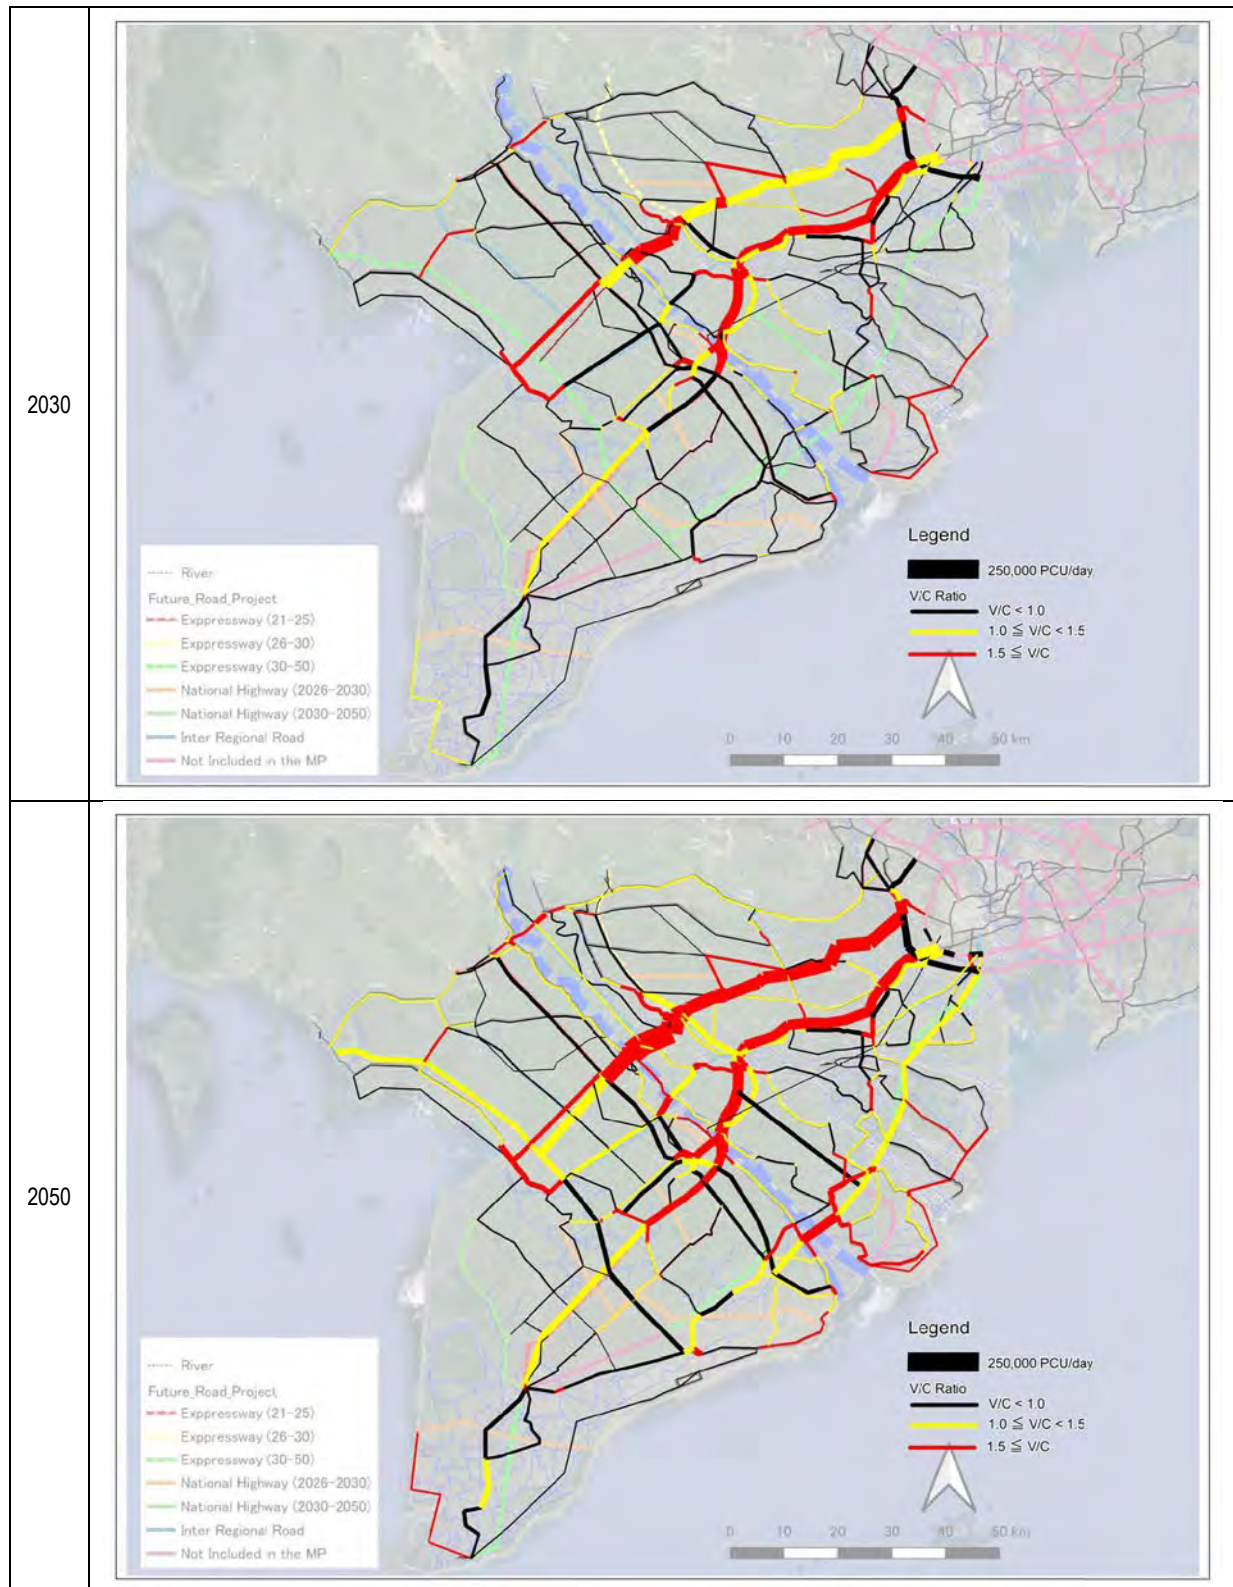 2030
Legend
250,000 PCU/day
V/C Ratio
V/C < 1.0
1.0 ≦ V/C < 1.5
1.5 ≦ V/C
0 10 20 30 40 50 km
River
Future_Road_Project
Exppressway (21-25)
Exppressway (26-30)
Exppressway (30-50)
National Highway (2026-2030)
National Highway (2030-2050)
Inter Regional Road
Not Included in the MP
2050
Legend
250,000 PCU/day
V/C Ratio
V/C < 1.0
1.0 ≦ V/C < 1.5
1.5 ≦ V/C
0 10 20 30 40 50 km
River
Future_Road_Project
Exppressway (21-25)
Exppressway (26-30)
Exppressway (30-50)
National Highway (2026-2030)
National Highway (2030-2050)
Inter Regional Road
Not Included in the MP